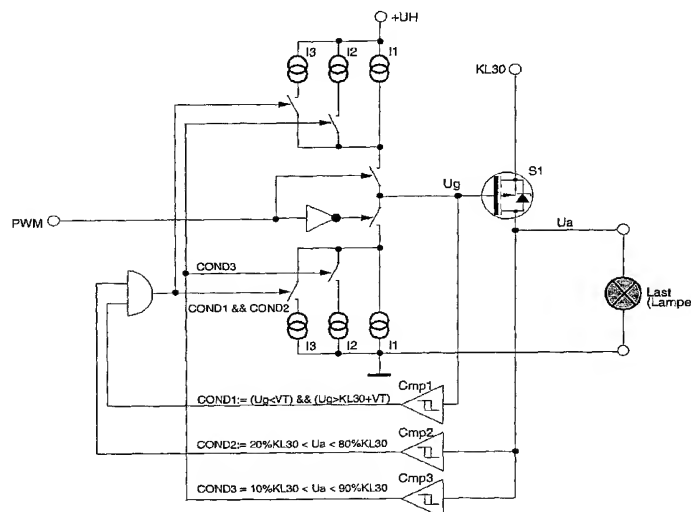 +UH
I3
I2
I1
KL30
S1
Ug
PWM
Ua
COND3
COND1 && COND2
Last
(Lampe
I3
I2
I1
Cmp1
COND1:= (Ug<VT) && (Ug>KL30+VT)
Cmp2
COND2:= 20%KL30 < Ua < 80%KL30
Cmp3
COND3 = 10%KL30 < Ua < 90%KL30